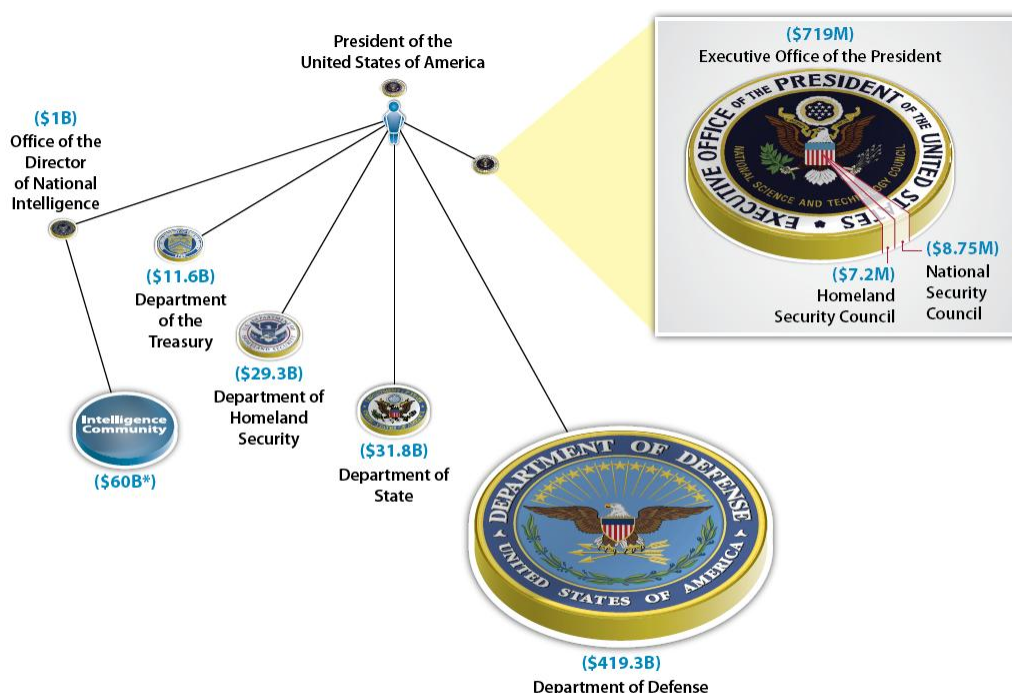 President of the
United States of America
($1B)
Office of the
Director
of National
Intelligence
($11.6B)
Department
of the
Treasury
($29.3B)
Department of
Homeland
Security
($31.8B)
Department of
State
Intelligence
Community
($60B*)
DEPARTMENT OF DEFENSE
UNITED STATES OF AMERICA
($419.3B)
Department of Defense
($719M)
Executive Office of the President
EXECUTIVE OFFICE OF THE PRESIDENT OF THE UNITED STATES
NATIONAL SCIENCE AND TECHNOLOGY COUNCIL
($7.2M)
Homeland
Security Council
($8.75M)
National
Security
Council